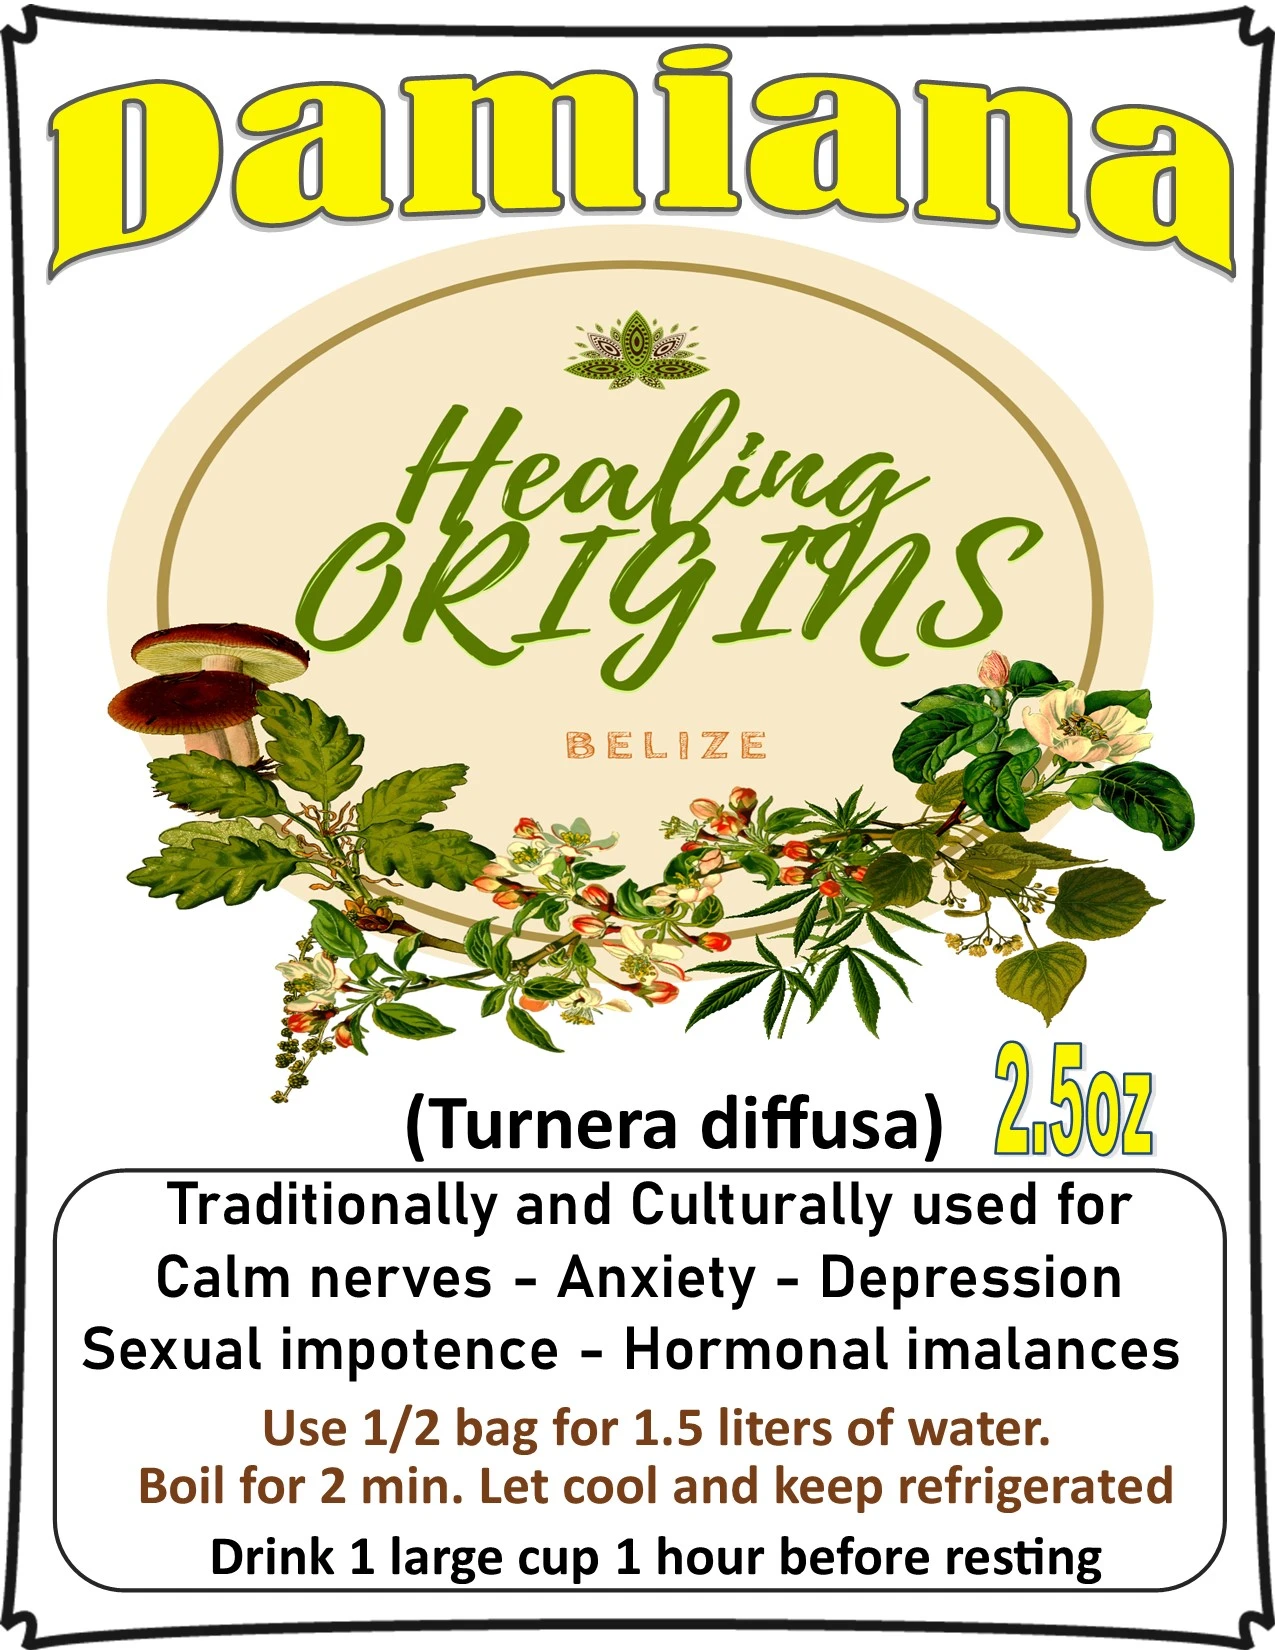 Damiana
Healing
ORIGINS
BELIZE
2.5oz
(Turnera diffusa)
Traditionally and Culturally used for
Calm nerves - Anxiety - Depression
Sexual impotence - Hormonal imalances
Use 1/2 bag for 1.5 liters of water.
Boil for 2 min. Let cool and keep refrigerated
Drink 1 large cup 1 hour before resting